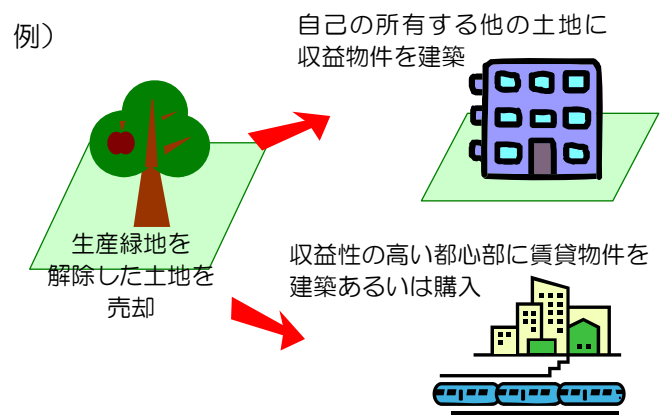 例）
自己の所有する他の土地に
収益物件を建築
生産緑地を
解除した土地を
売却
収益性の高い都心部に賃貸物件を
建築あるいは購入